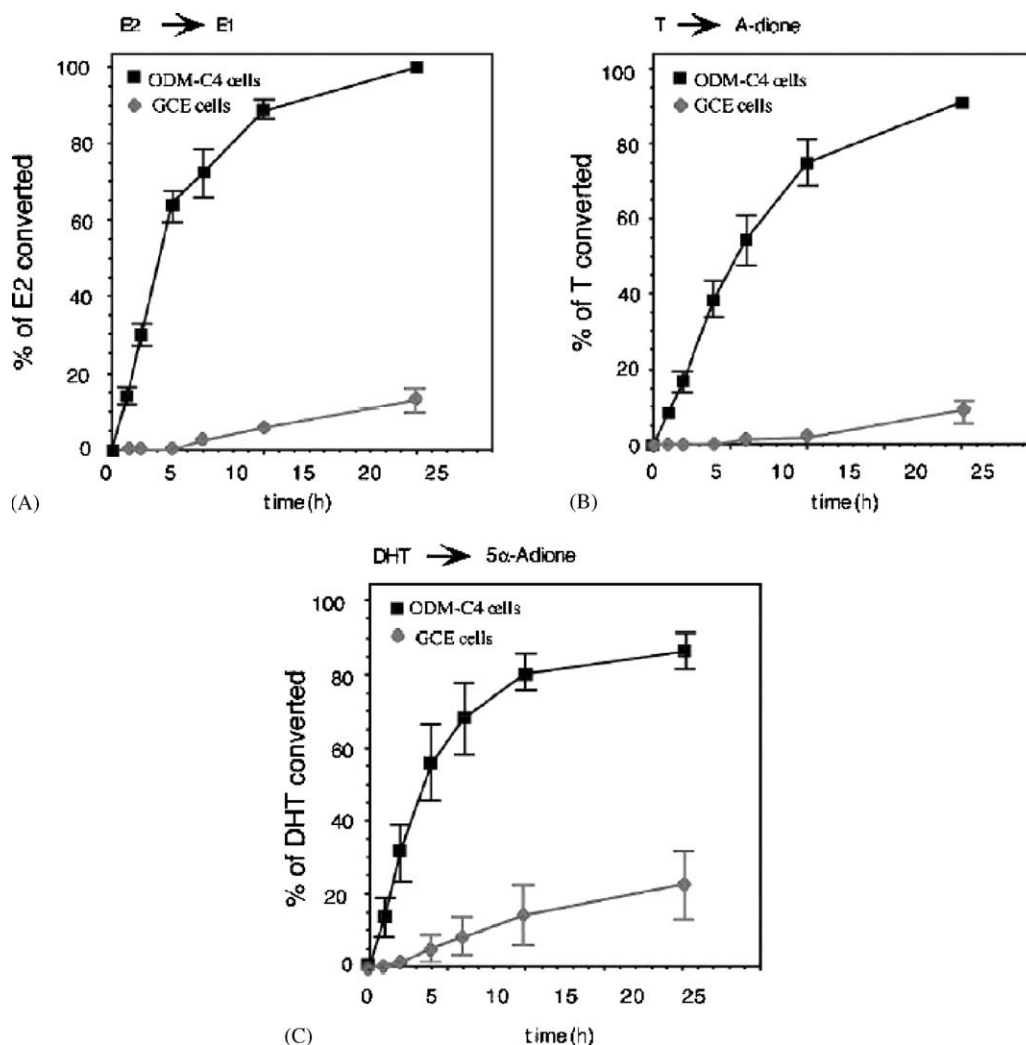 E2 → E1
100
80
60
40
20
0
% of E2 converted
ODM-C4 cells
GCE cells
0 5 10 15 20 25
time (h)
(A)
T → A-dione
100
80
60
40
20
0
% of T converted
ODM-C4 cells
GCE cells
0 5 10 15 20 25
time (h)
(B)
DHT → 5α-Adione
100
80
60
40
20
0
% of DHT converted
ODM-C4 cells
GCE cells
0 5 10 15 20 25
time (h)
(C)